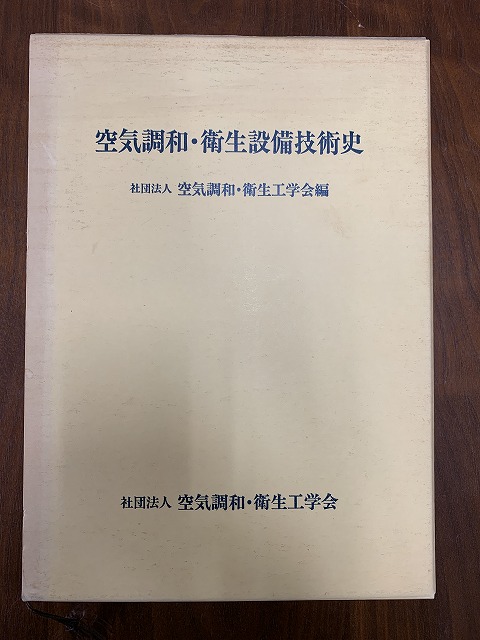 空気調和・衛生設備技術史
社団法人 空気調和・衛生工学会編
社団法人 空気調和・衛生工学会